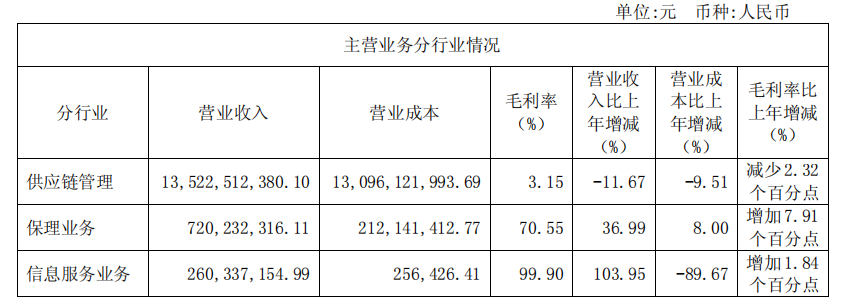 单位:元 币种:人民币
主营业务分行业情况
分行业 营业收入 营业成本 毛利率（%） 营业收入比上年增减（%） 营业成本比上年增减（%） 毛利率比上年增减（%）
供应链管理 13,522,512,380.10 13,096,121,993.69 3.15 -11.67 -9.51 减少2.32个百分点
保理业务 720,232,316.11 212,141,412.77 70.55 36.99 8.00 增加7.91个百分点
信息服务业务 260,337,154.99 256,426.41 99.90 103.95 -89.67 增加1.84个百分点